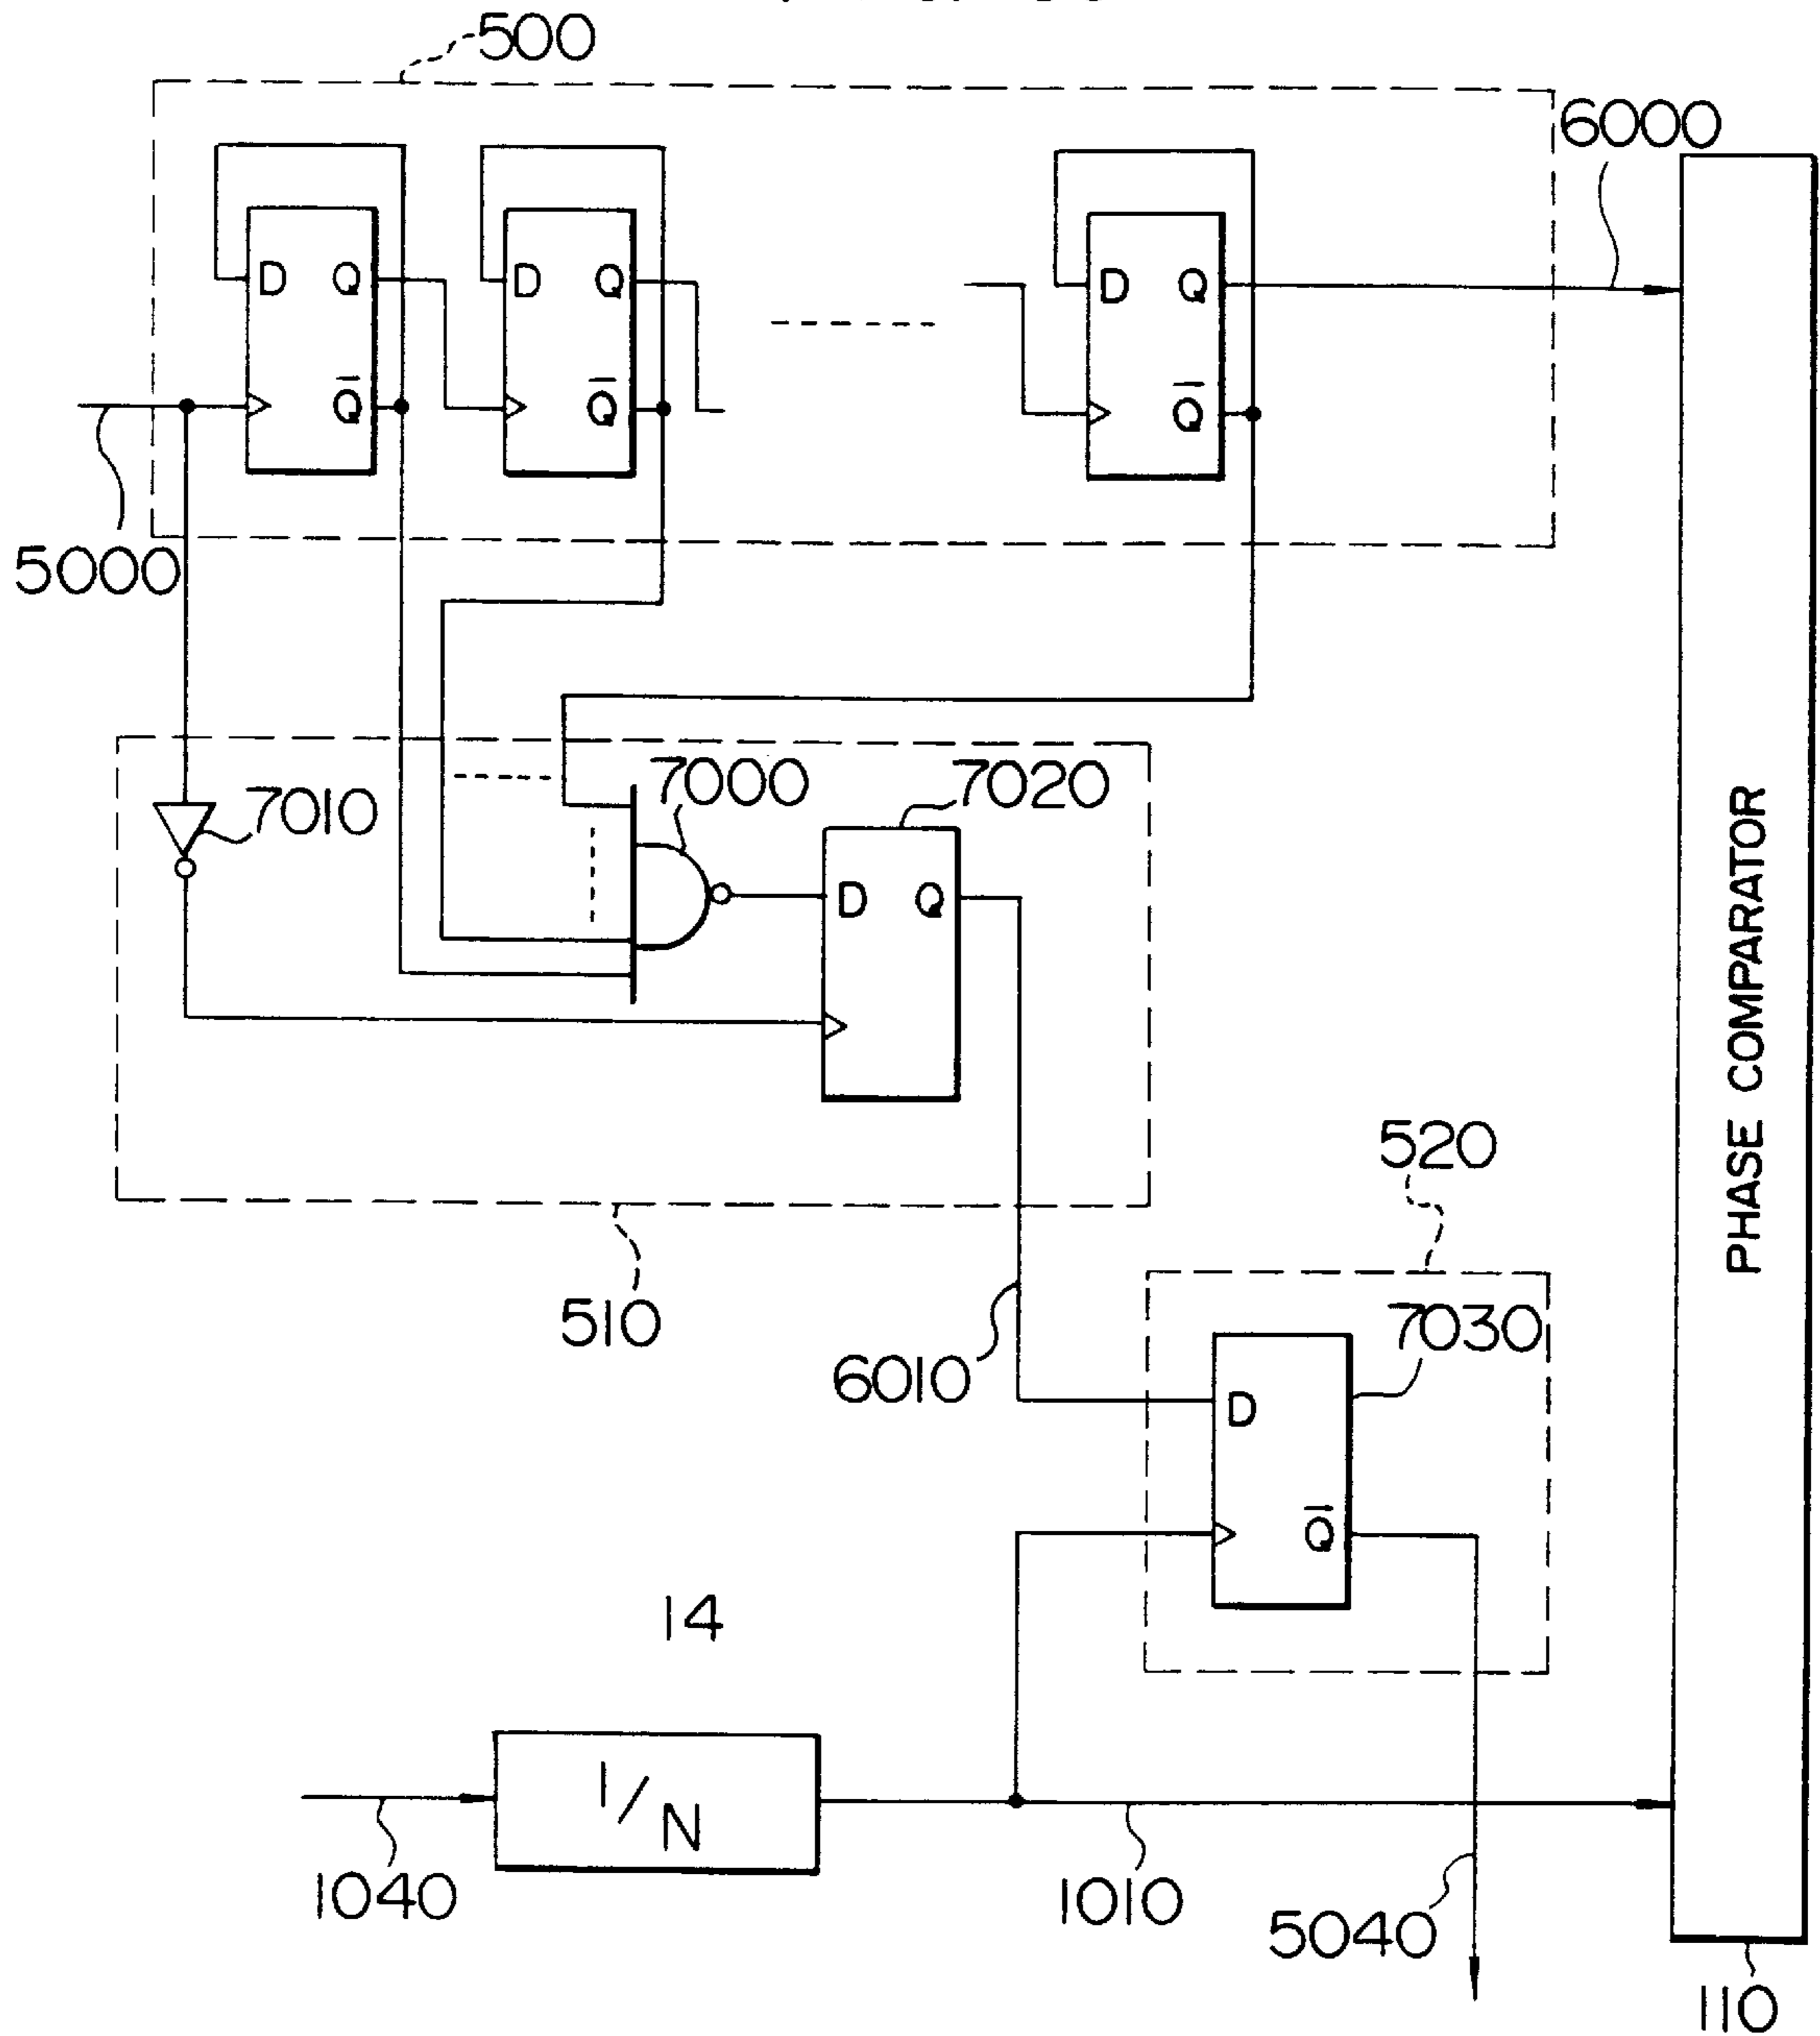 500
6000
D Q
D Q
D Q
Q̅
Q̅
Q̅
5000
7010
7000
7020
D Q
PHASE COMPARATOR
520
510
6010
7030
D
Q̅
14
1/N
1040
1010
5040
110